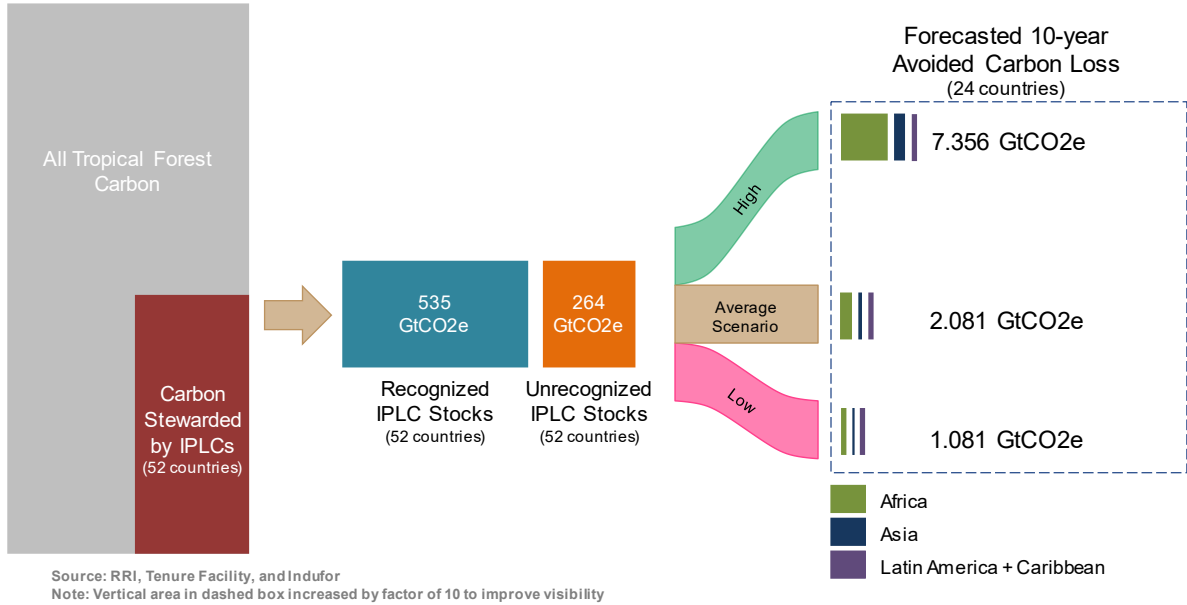 All Tropical Forest
Carbon
Carbon
Stewarded
by IPLCs
(52 countries)
535
GtCO2e
Recognized
IPLC Stocks
(52 countries)
264
GtCO2e
Unrecognized
IPLC Stocks
(52 countries)
High
Average
Scenario
Low
Forecasted 10-year
Avoided Carbon Loss
(24 countries)
7.356 GtCO2e
2.081 GtCO2e
1.081 GtCO2e
Africa
Asia
Latin America + Caribbean
Source: RRI, Tenure Facility, and Indufor
Note: Vertical area in dashed box increased by factor of 10 to improve visibility